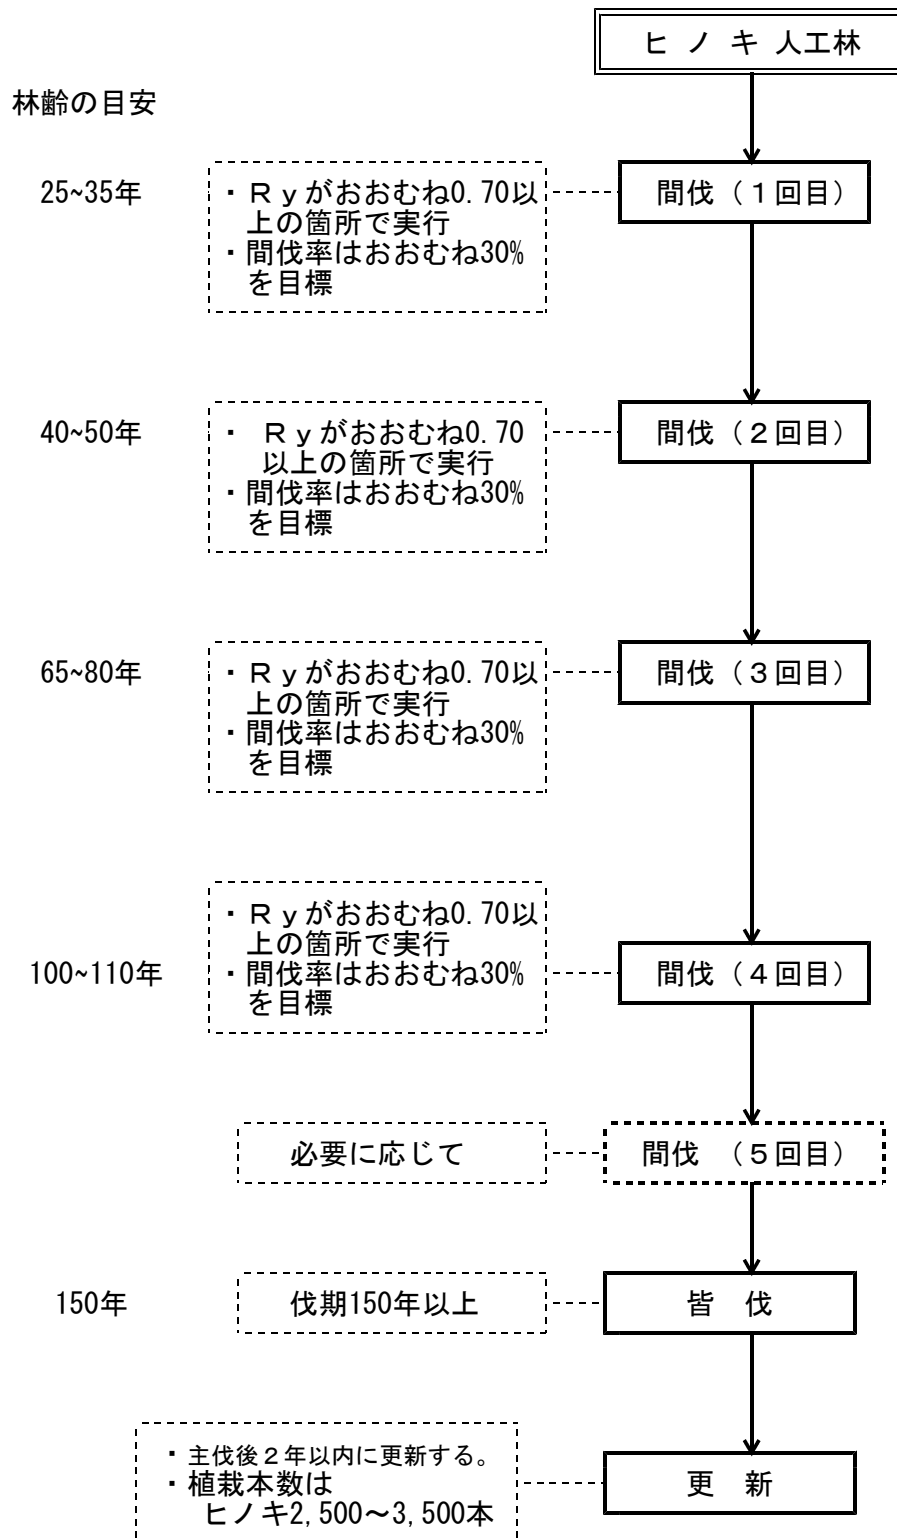 ヒ ノ キ 人工林
林齢の目安
25~35年
・Ｒｙがおおむね0.70以
上の箇所で実行
・間伐率はおおむね30%
を目標
間伐（１回目）
40~50年
・ Ｒｙがおおむね0.70
以上の箇所で実行
・間伐率はおおむね30%
を目標
間伐（２回目）
65~80年
・Ｒｙがおおむね0.70以
上の箇所で実行
・間伐率はおおむね30%
を目標
間伐（３回目）
100~110年
・Ｒｙがおおむね0.70以
上の箇所で実行
・間伐率はおおむね30%
を目標
間伐（４回目）
必要に応じて
間伐 （５回目）
150年
伐期150年以上
皆 伐
・主伐後２年以内に更新する。
・植栽本数は
ヒノキ2,500～3,500本
更 新